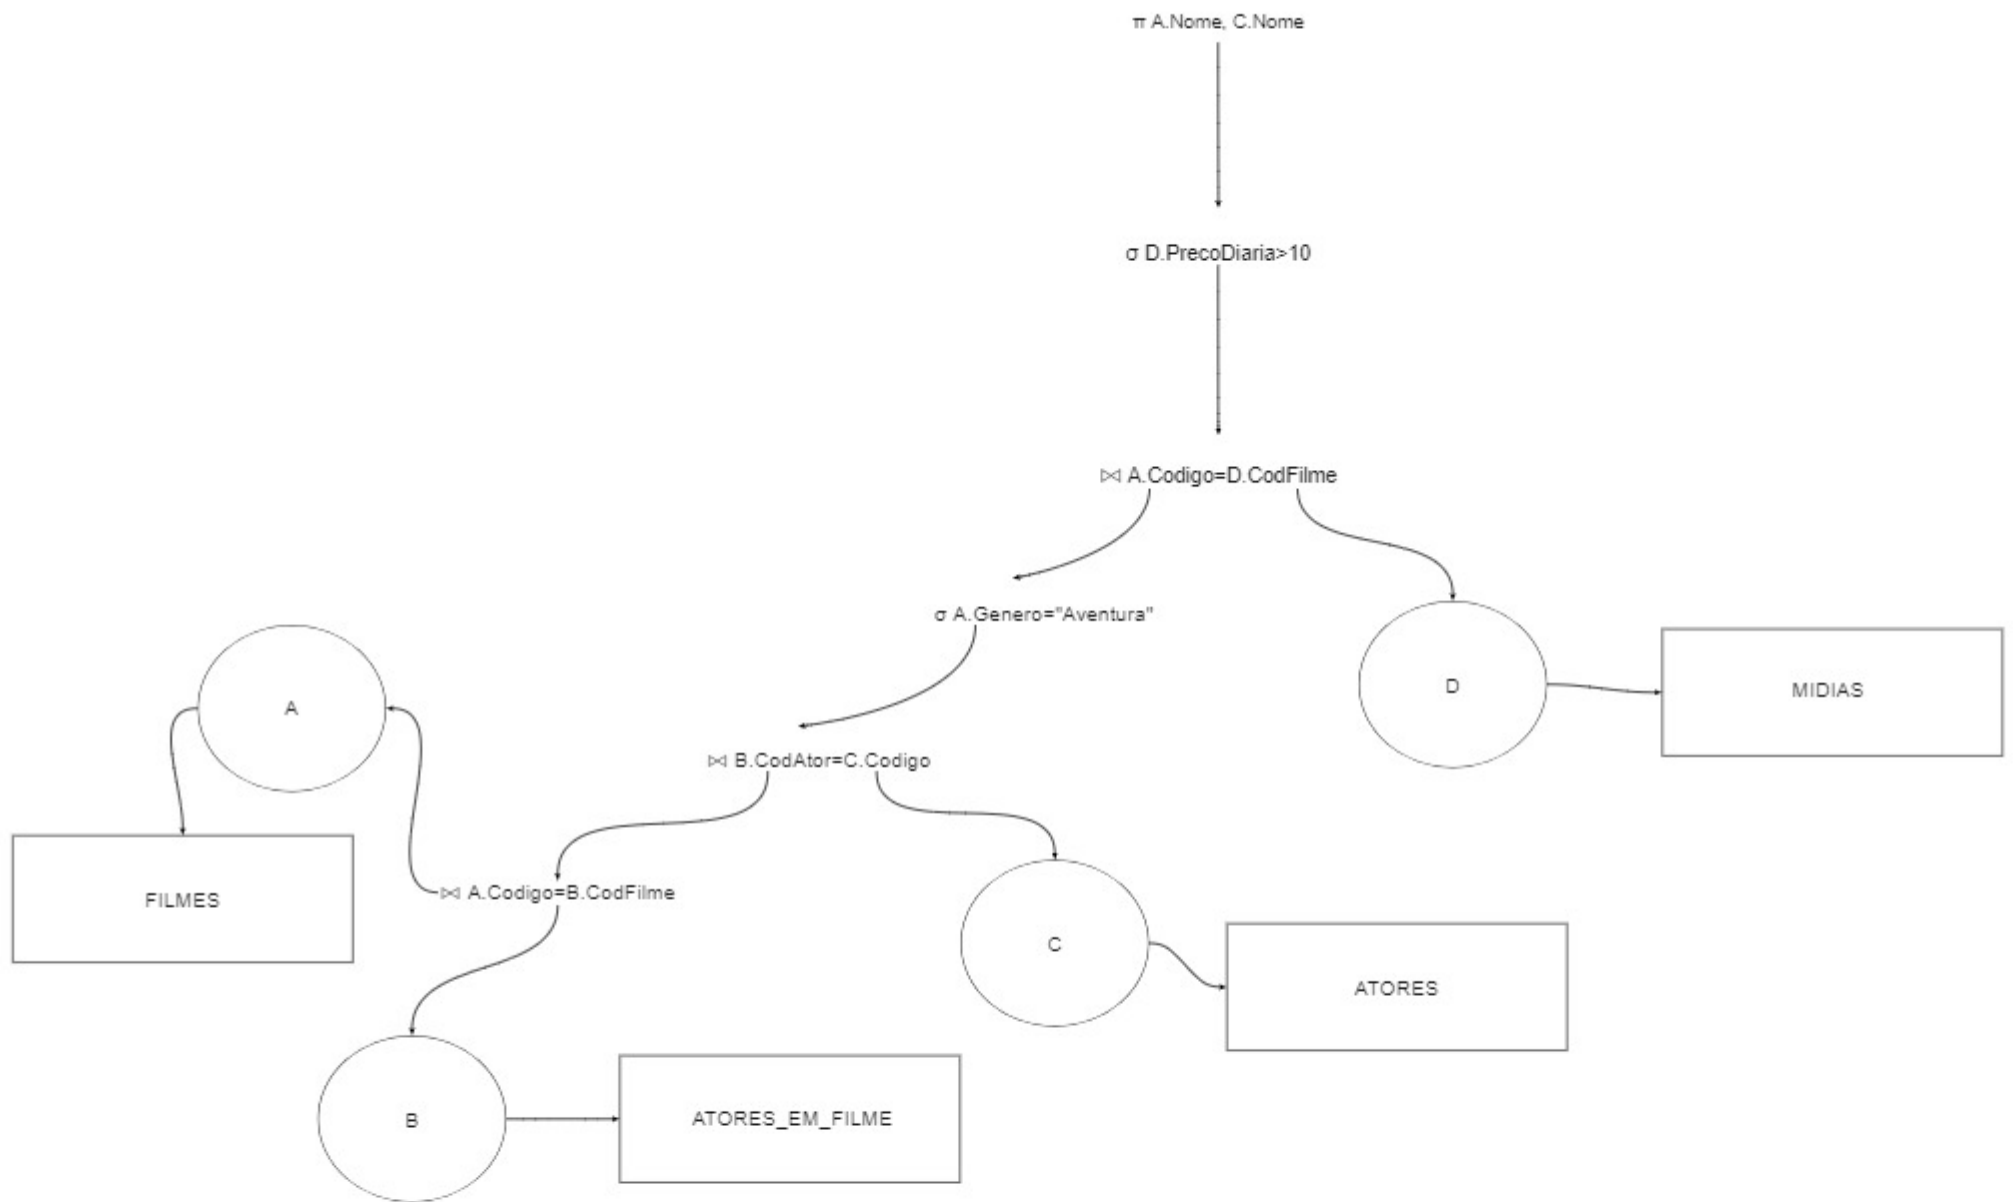 π A.Nome, C.Nome
σ D.PrecoDiaria>10
⋈ A.Codigo=D.CodFilme
σ A.Genero="Aventura"
D
MIDIAS
A
⋈ B.CodAtor=C.Codigo
FILMES
⋈ A.Codigo=B.CodFilme
C
ATORES
B
ATORES_EM_FILME